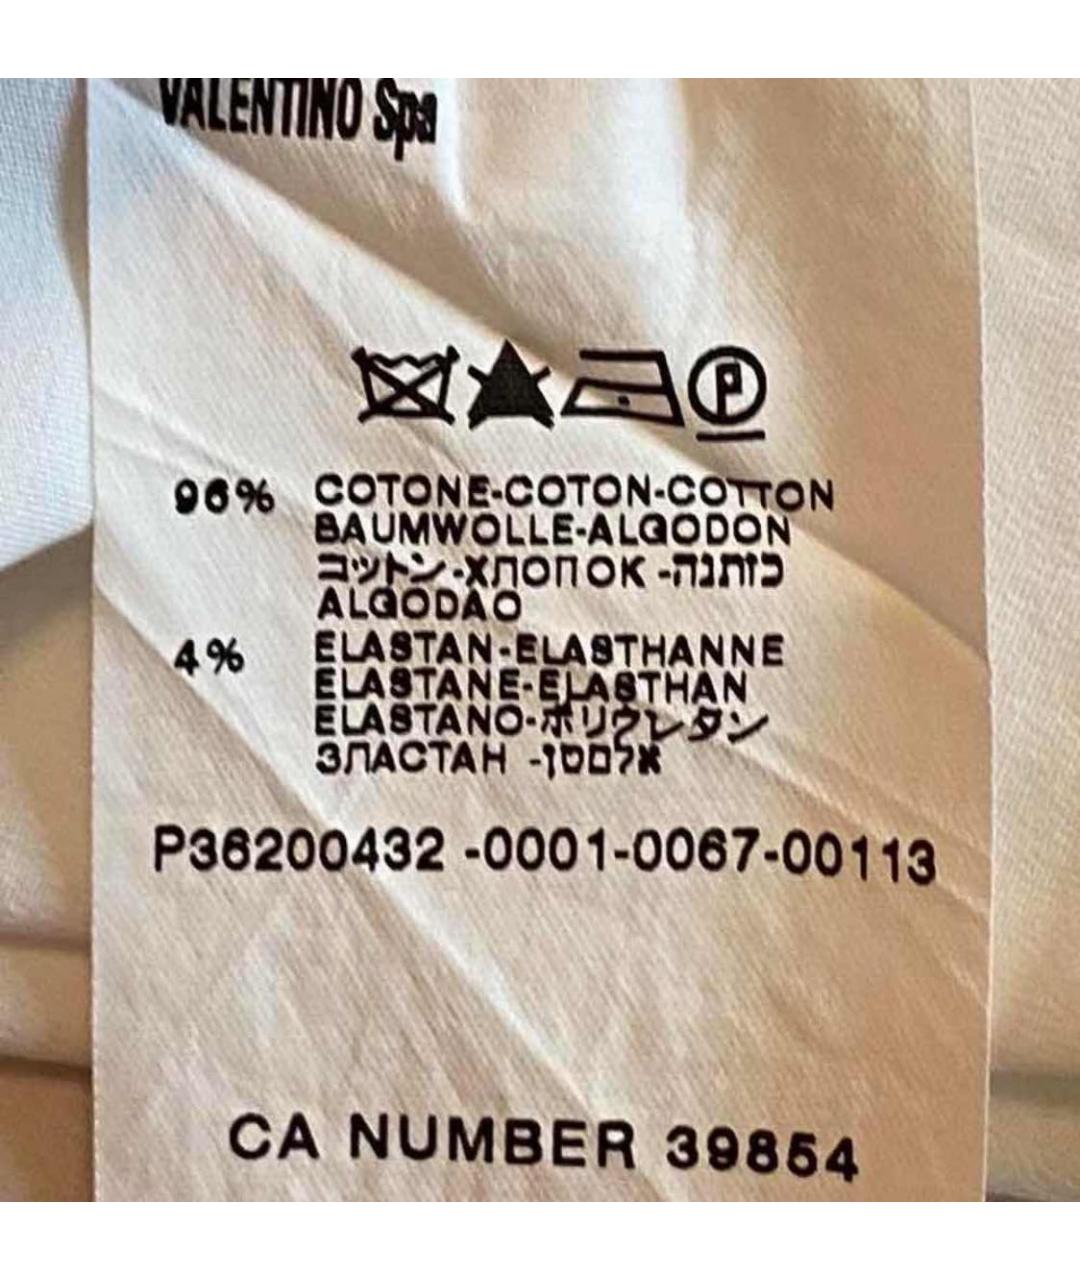 VALENTINO Spa
P
96% COTONE-COTON-COTTON
BAUMWOLLE-ALGODON
コットン-ХЛОПОК -כותנה
ALGODAO
4% ELASTAN-ELASTHANNE
ELASTANE-ELASTHAN
ELASTANO-ポリウレタン
ЗЛАСТАН -אלסטן
P36200432 -0001-0067-00113
CA NUMBER 39854